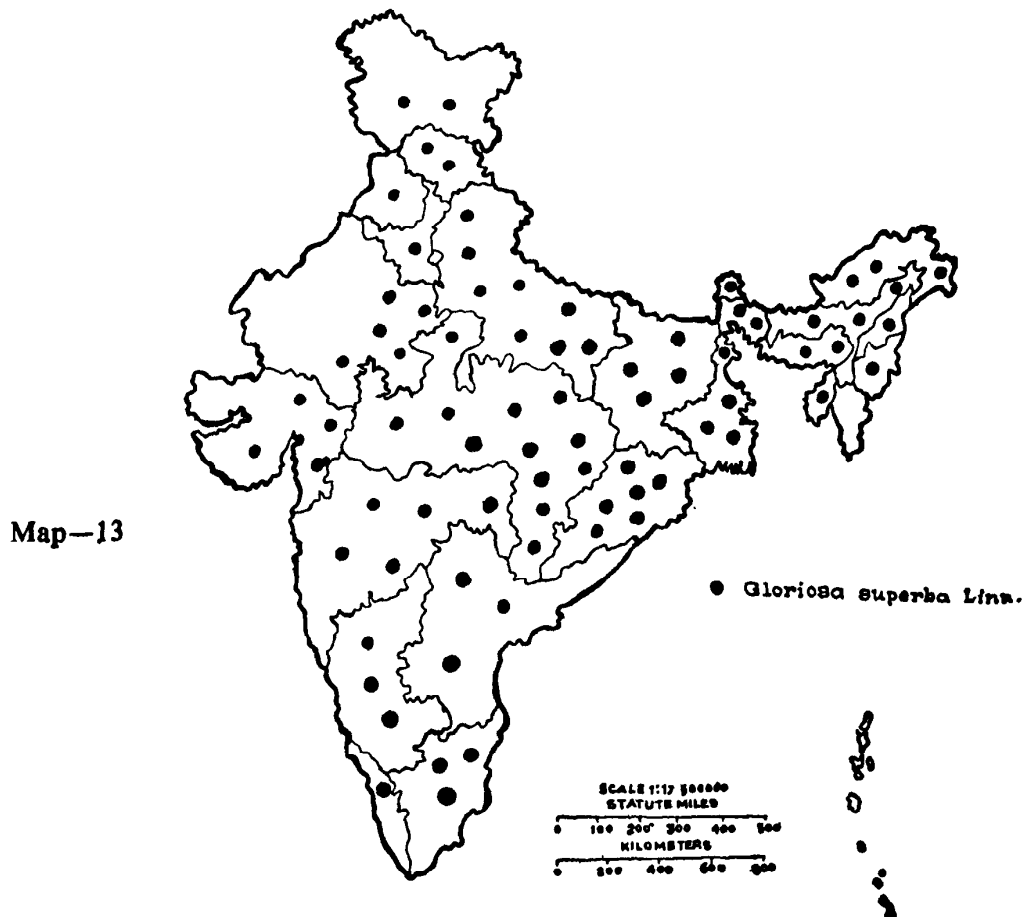 Map—13
Gloriosa superba Linn.
SCALE 1:17 500000
STATUTE MILES
0 100 200 300 400 500
KILOMETERS
0 200 400 600 800